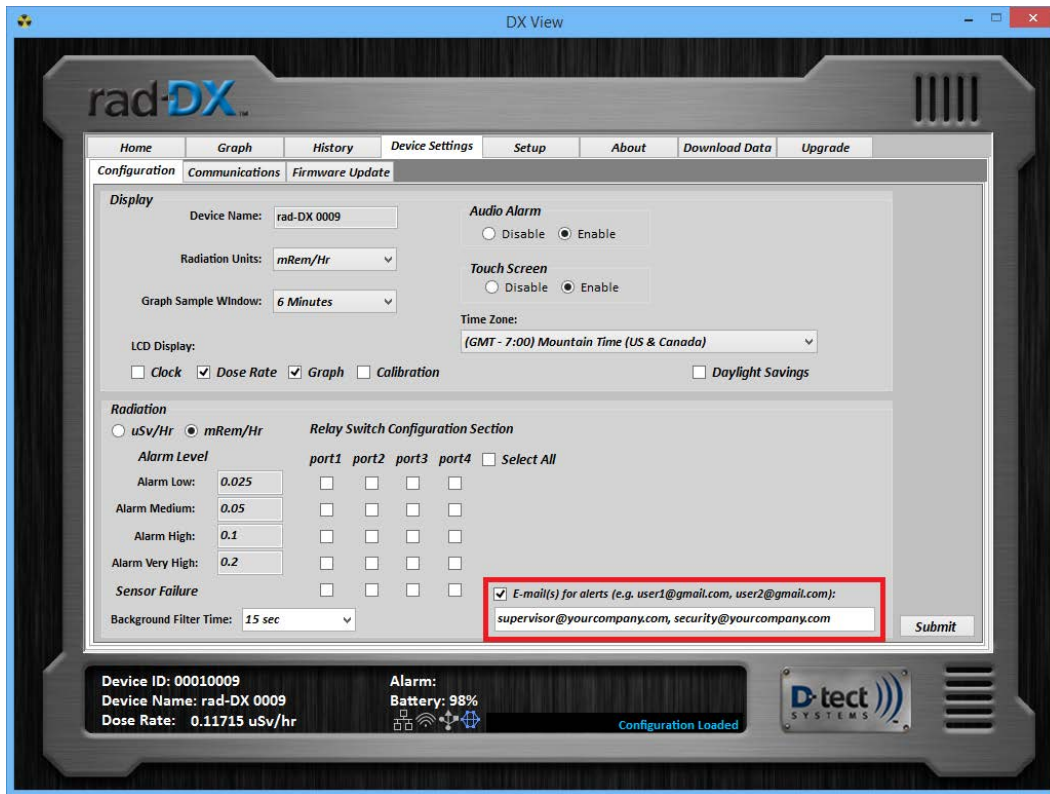 DX View
rad-DX™
Home Graph History Device Settings Setup About Download Data Upgrade
Configuration Communications Firmware Update
Display
Device Name: rad-DX 0009
Audio Alarm
Disable Enable
Radiation Units: mRem/Hr
Touch Screen
Disable Enable
Graph Sample WIndow: 6 Minutes
Time Zone:
(GMT - 7:00) Mountain Time (US & Canada)
LCD Display:
Clock Dose Rate Graph Calibration Daylight Savings
Radiation
uSv/Hr mRem/Hr Relay Switch Configuration Section
Alarm Level port1 port2 port3 port4 Select All
Alarm Low: 0.025
Alarm Medium: 0.05
Alarm High: 0.1
Alarm Very High: 0.2
Sensor Failure
E-mail(s) for alerts (e.g. user1@gmail.com, user2@gmail.com):
Background Filter Time: 15 sec
supervisor@yourcompany.com, security@yourcompany.com
Submit
Device ID: 00010009 Alarm:
Device Name: rad-DX 0009 Battery: 98%
Dose Rate: 0.11715 uSv/hr
Configuration Loaded
D-tect
SYSTEMS